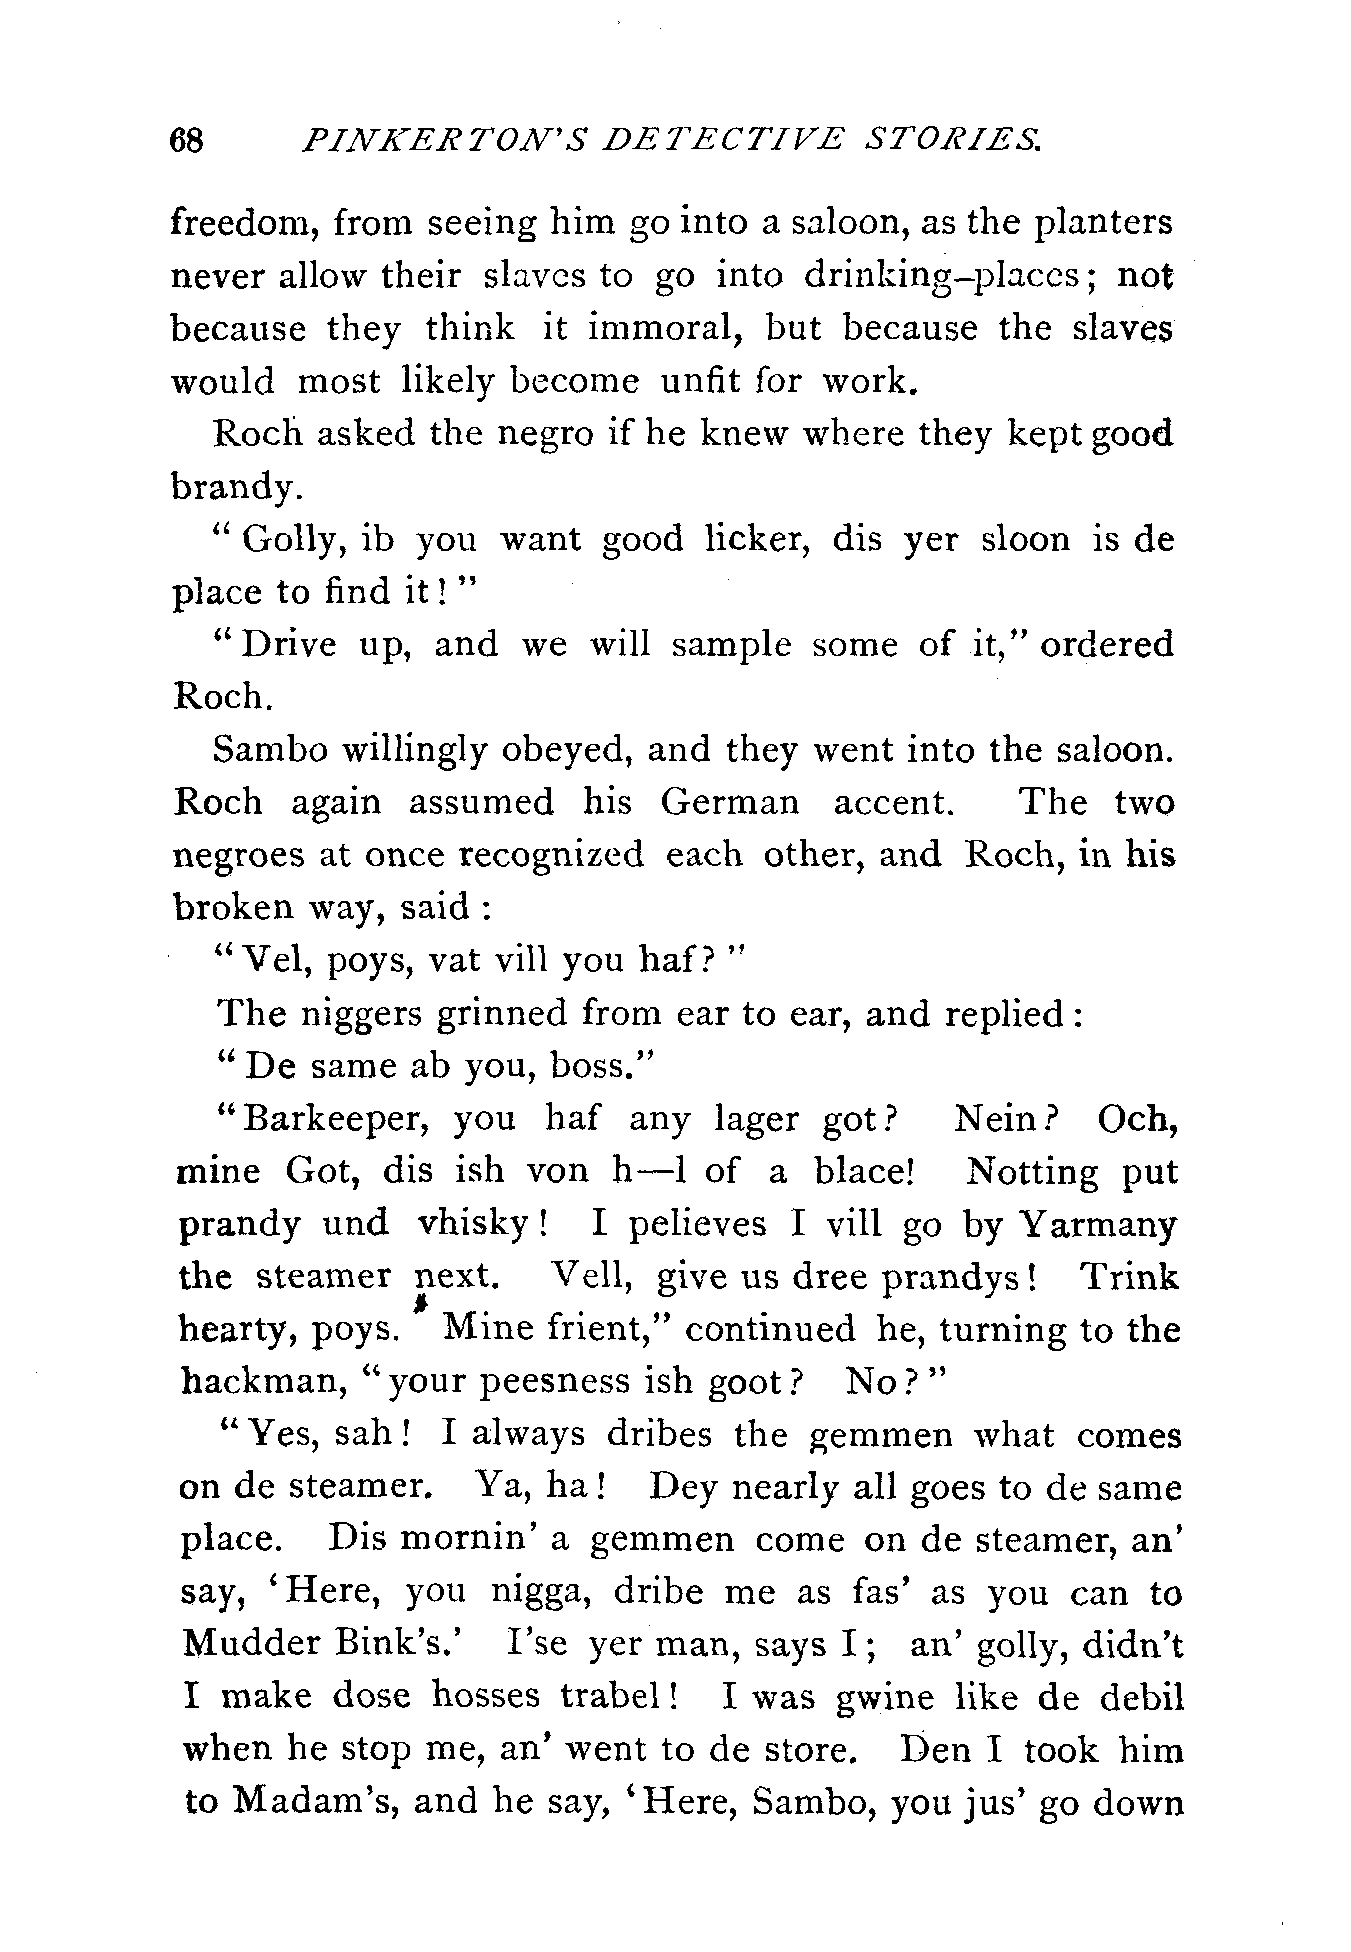 68 PINKERTON'S DETECTIVE STORIES.
freedom, from seeing him go into a saloon, as the planters
never allow their slaves to go into drinking-places; not
because they think it immoral, but because the slaves
would most likely become unfit for work.
Roch asked the negro if he knew where they kept good
brandy.
" Golly, ib you want good licker, dis yer sloon is de
place to find it! "
" Drive up, and we will sample some of it," ordered
Roch.
Sambo willingly obeyed, and they went into the saloon.
Roch again assumed his German accent. The two
negroes at once recognized each other, and Roch, in his
broken way, said :
" Vel, poys, vat vill you haf? "
The niggers grinned from ear to ear, and replied :
" De same ab you, boss."
" Barkeeper, you haf any lager got? Nein? Och,
mine Got, dis ish von h—l of a blace! Notting put
prandy und vhisky! I pelieves I vill go by Yarmany
the steamer next. Vell, give us dree prandys! Trink
hearty, poys. Mine frient," continued he, turning to the
hackman, " your peesness ish goot? No? "
" Yes, sah! I always dribes the gemmen what comes
on de steamer. Ya, ha! Dey nearly all goes to de same
place. Dis mornin' a gemmen come on de steamer, an'
say, ' Here, you nigga, dribe me as fas' as you can to
Mudder Bink's.' I'se yer man, says I; an' golly, didn't
I make dose hosses trabel! I was gwine like de debil
when he stop me, an' went to de store. Den I took him
to Madam's, and he say, ' Here, Sambo, you jus' go down